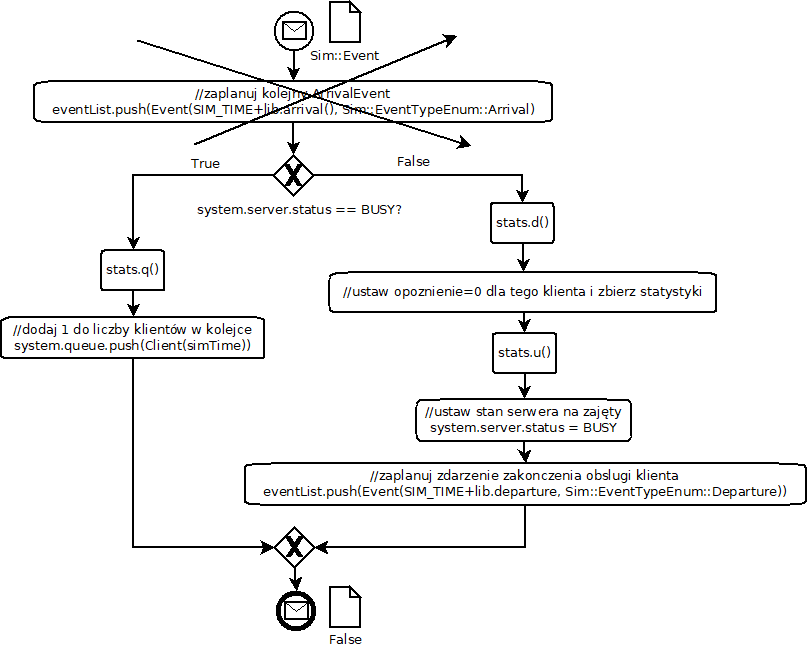 Sim::Event
//zaplanuj kolejny ArrivalEvent
eventList.push(Event(SIM_TIME+lib.arrival(), Sim::EventTypeEnum::Arrival)
True
False
X
system.server.status == BUSY?
stats.d()
stats.q()
//ustaw opoznienie=0 dla tego klienta i zbierz statystyki
//dodaj 1 do liczby klientów w kolejce
system.queue.push(Client(simTime))
stats.u()
//ustaw stan serwera na zajęty
system.server.status = BUSY
//zaplanuj zdarzenie zakonczenia obslugi klienta
eventList.push(Event(SIM_TIME+lib.departure, Sim::EventTypeEnum::Departure))
X
False